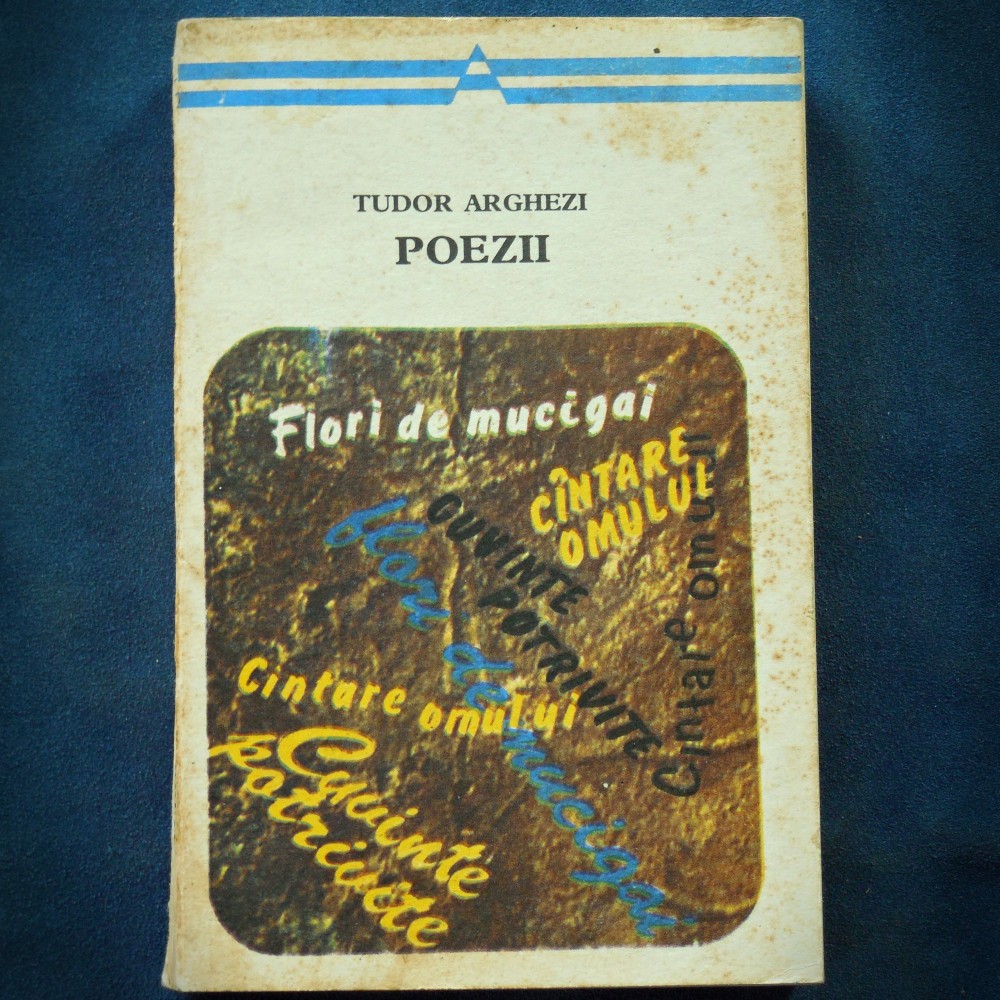 TUDOR ARGHEZI
POEZII
Flori de mucigai
CÎNTARE
OMULUI
CUVINTE
POTRIVITE
flori de mucigai
Cîntare omului
Cîntare omului
Cuvinte
potrivite